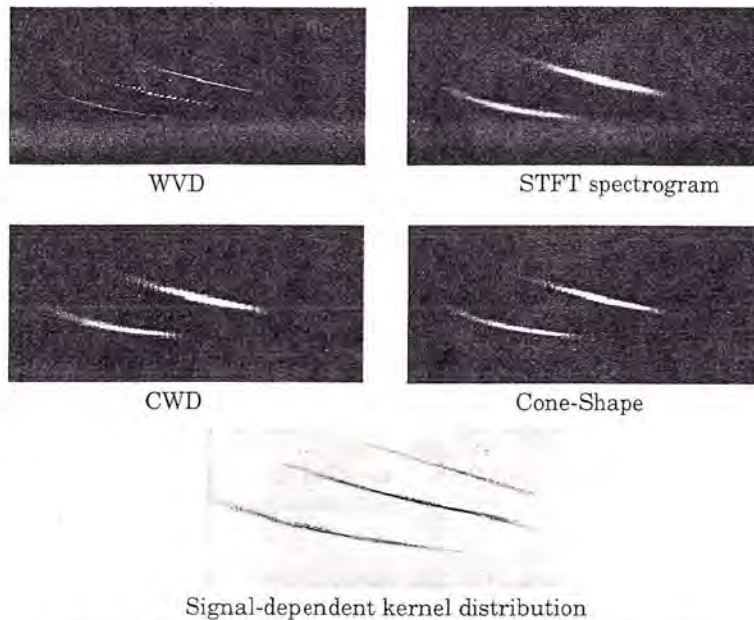 WVD
STFT spectrogram
CWD
Cone-Shape
Signal-dependent kernel distribution